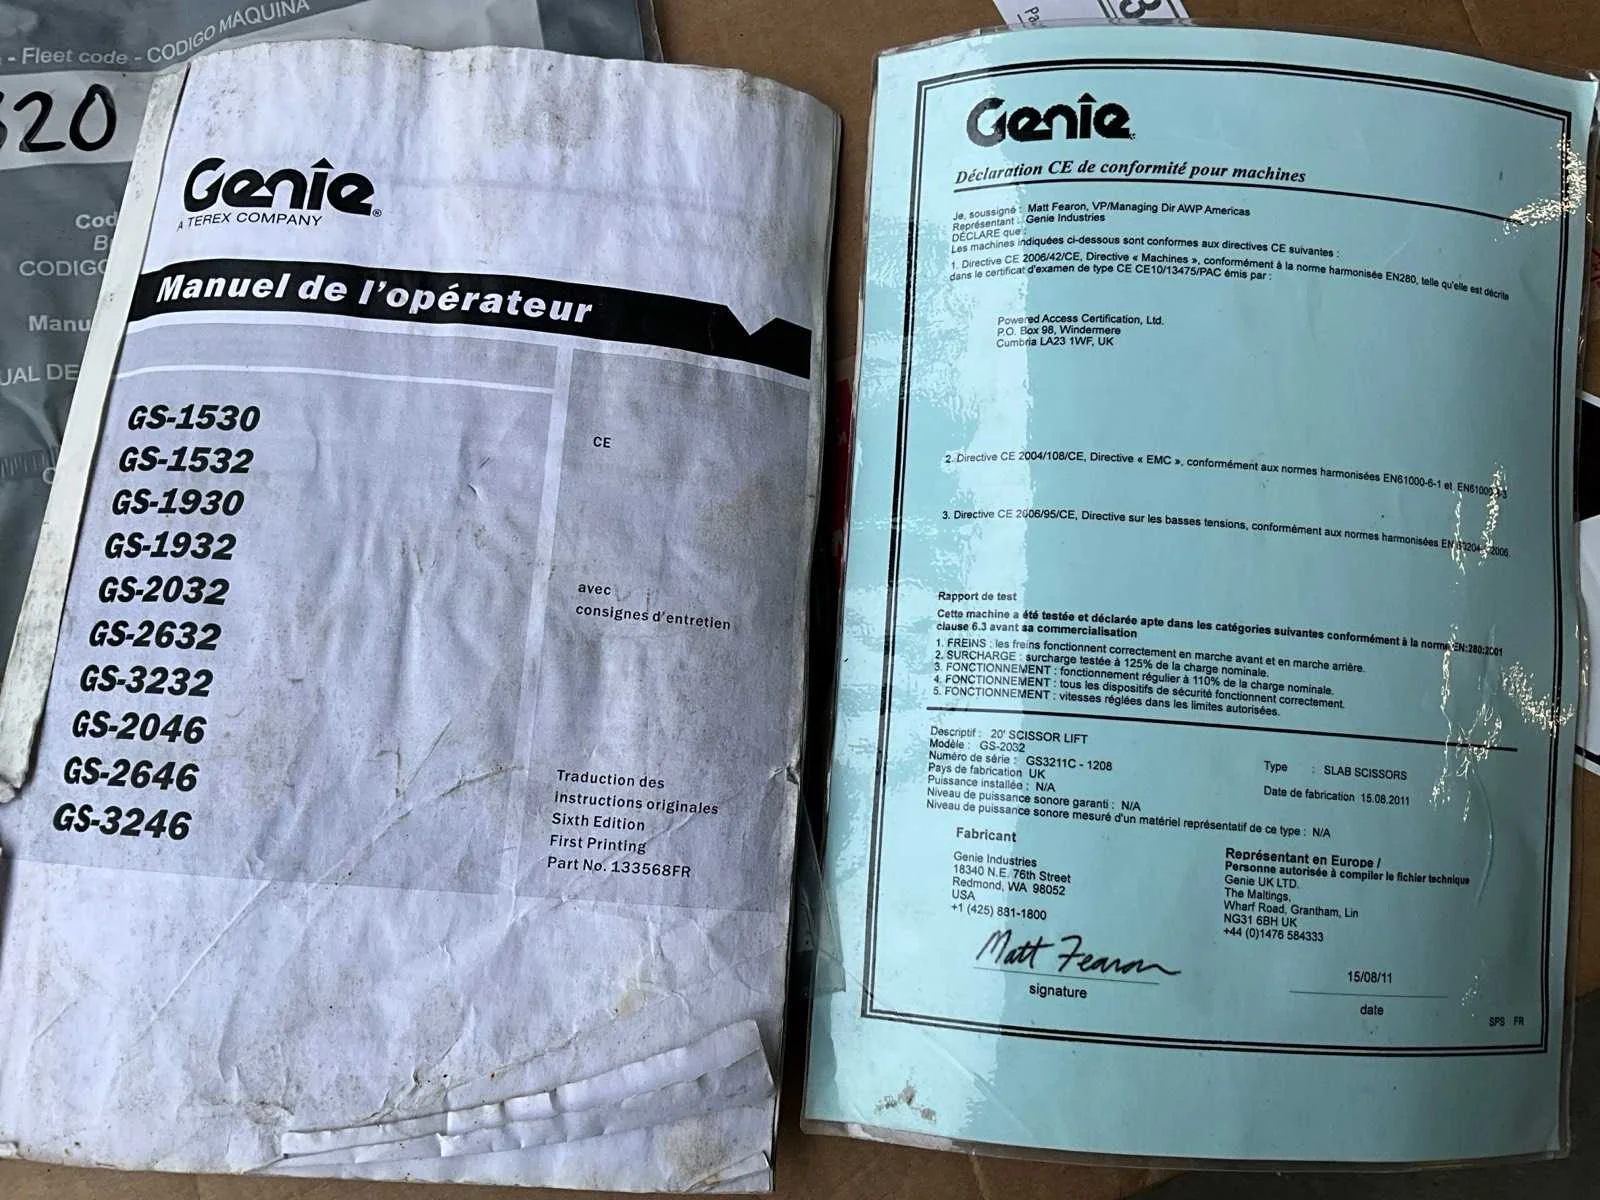 - Fleet code - CODIGO MAQUINA
20
CODIGO
Genie
A TEREX COMPANY
Manuel de l'opérateur
GS-1530
GS-1532
GS-1930
GS-1932
GS-2032
GS-2632
GS-3232
GS-2046
GS-2646
GS-3246
CE
avec
consignes d'entretien
Traduction des
instructions originales
Sixth Edition
First Printing
Part No. 133568FR
Genie
Déclaration CE de conformité pour machines
Je, soussigné : Matt Fearon, VP/Managing Dir AWP Americas
Représentant : Genie Industries
DÉCLARE que :
Les machines indiquées ci-dessous sont conformes aux directives CE suivantes :
1. Directive CE 2006/42/CE, Directive « Machines », conformément à la norme harmonisée EN280, telle qu'elle est décrite
dans le certificat d'examen de type CE CE10/13475/PAC émis par :
Powered Access Certification, Ltd.
P.O. Box 98, Windermere
Cumbria LA23 1WF, UK
2. Directive CE 2004/108/CE, Directive « EMC », conformément aux normes harmonisées EN61000-6-1 et
3. Directive CE 2006/95/CE, Directive sur les basses tensions, conformément aux normes harmonisées
Rapport de test
Cette machine a été testée et déclarée apte dans les catégories suivantes conformément à la norme EN:280:2001
clause 6.3 avant sa commercialisation
1. FREINS : les freins fonctionnent correctement en marche avant et en marche arrière.
2. SURCHARGE : surcharge testée à 125% de la charge nominale.
3. FONCTIONNEMENT : fonctionnement régulier à 110% de la charge nominale.
4. FONCTIONNEMENT : tous les dispositifs de sécurité fonctionnent correctement.
5. FONCTIONNEMENT : vitesses réglées dans les limites autorisées.
Descriptif : 20' SCISSOR LIFT
Modèle : GS-2032
Numéro de série : GS3211C - 1208
Type : SLAB SCISSORS
Pays de fabrication UK
Date de fabrication 15.08.2011
Puissance installée : N/A
Niveau de puissance sonore garanti : N/A
Niveau de puissance sonore mesuré d'un matériel représentatif de ce type : N/A
Fabricant
Genie Industries
18340 N.E. 76th Street
Redmond, WA 98052
USA
+1 (425) 881-1800
Représentant en Europe /
Personne autorisée à compiler le fichier technique
Genie UK LTD.
The Maltings,
Wharf Road, Grantham, Lin
NG31 6BH UK
+44 (0)1476 584333
Matt Fearon
signature
15/08/11
date
SPS FR